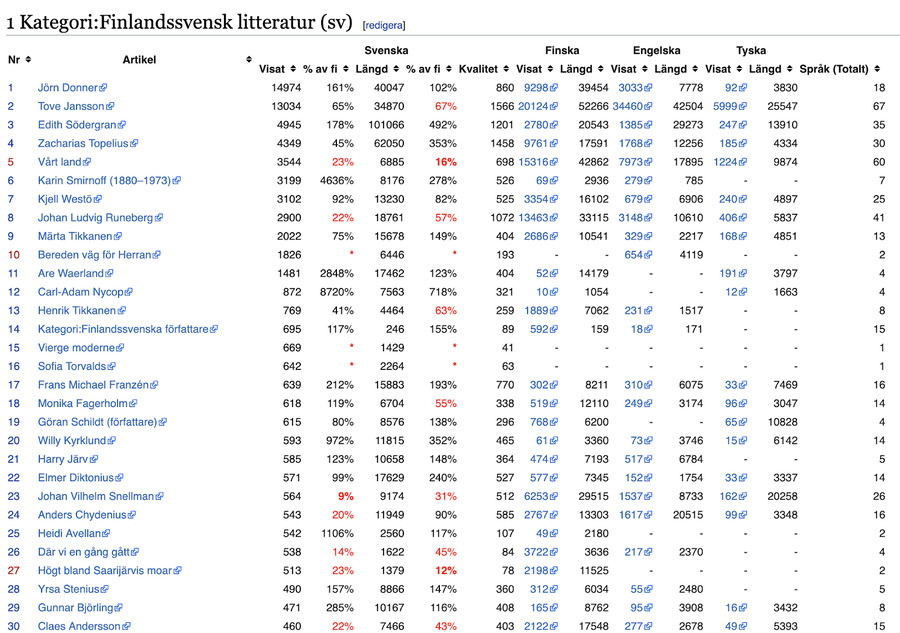 1 Kategori:Finlandssvensk litteratur (sv) [redigera]
Svenska Finska Engelska Tyska
Nr Artikel Visat % av fi Längd % av fi Kvalitet Visat Längd Visat Längd Visat Längd Språk (Totalt)
1 Jörn Donner 14974 161% 40047 102% 860 9298 39454 3033 7778 92 3830 18
2 Tove Jansson 13034 65% 34870 67% 1566 20124 52266 34460 42504 5999 25547 67
3 Edith Södergran 4945 178% 101066 492% 1201 2780 20543 1385 29273 247 13910 35
4 Zacharias Topelius 4349 45% 62050 353% 1458 9761 17591 1768 12256 185 4334 30
5 Vårt land 3544 23% 6885 16% 698 15316 42862 7973 17895 1224 9874 60
6 Karin Smirnoff (1880–1973) 3199 4636% 8176 278% 526 69 2936 279 785 - - 7
7 Kjell Westö 3102 92% 13230 82% 525 3354 16102 679 6906 240 4897 25
8 Johan Ludvig Runeberg 2900 22% 18761 57% 1072 13463 33115 3148 10610 406 5837 41
9 Märta Tikkanen 2022 75% 15678 149% 404 2686 10541 329 2217 168 4851 13
10 Bereden väg för Herran 1826 * 6446 * 193 - - 654 4119 - - 2
11 Are Waerland 1481 2848% 17462 123% 404 52 14179 - - 191 3797 4
12 Carl-Adam Nycop 872 8720% 7563 718% 321 10 1054 - - 12 1663 4
13 Henrik Tikkanen 769 41% 4464 63% 259 1889 7062 231 1517 - - 8
14 Kategori:Finlandssvenska författare 695 117% 246 155% 89 592 159 18 171 - - 15
15 Vierge moderne 669 * 1429 * 41 - - - - - - 1
16 Sofia Torvalds 642 * 2264 * 63 - - - - - - 1
17 Frans Michael Franzén 639 212% 15883 193% 770 302 8211 310 6075 33 7469 16
18 Monika Fagerholm 618 119% 6704 55% 338 519 12110 249 3174 96 3047 14
19 Göran Schildt (författare) 615 80% 8576 138% 296 768 6200 - - 65 10828 4
20 Willy Kyrklund 593 972% 11815 352% 465 61 3360 73 3746 15 6142 14
21 Harry Järv 585 123% 10658 148% 364 474 7193 517 6784 - - 5
22 Elmer Diktonius 571 99% 17629 240% 527 577 7345 152 1754 33 3337 14
23 Johan Vilhelm Snellman 564 9% 9174 31% 512 6253 29515 1537 8733 162 20258 26
24 Anders Chydenius 543 20% 11949 90% 585 2767 13303 1617 20515 99 3348 16
25 Heidi Avellan 542 1106% 2560 117% 107 49 2180 - - - - 2
26 Där vi en gång gått 538 14% 1622 45% 84 3722 3636 217 2370 - - 4
27 Högt bland Saarijärvis moar 513 23% 1379 12% 78 2198 11525 - - - - 2
28 Yrsa Stenius 490 157% 8866 147% 360 312 6034 55 2480 - - 5
29 Gunnar Björling 471 285% 10167 116% 408 165 8762 95 3908 16 3432 8
30 Claes Andersson 460 22% 7466 43% 403 2122 17548 277 2678 49 5393 15